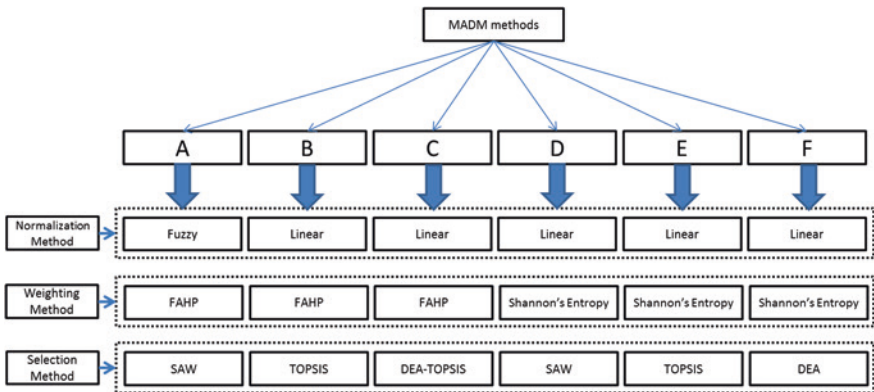 MADM methods
A B C D E F
Normalization
Method
Fuzzy Linear Linear Linear Linear Linear
Weighting
Method
FAHP FAHP FAHP Shannon's Entropy Shannon's Entropy Shannon's Entropy
Selection
Method
SAW TOPSIS DEA-TOPSIS SAW TOPSIS DEA